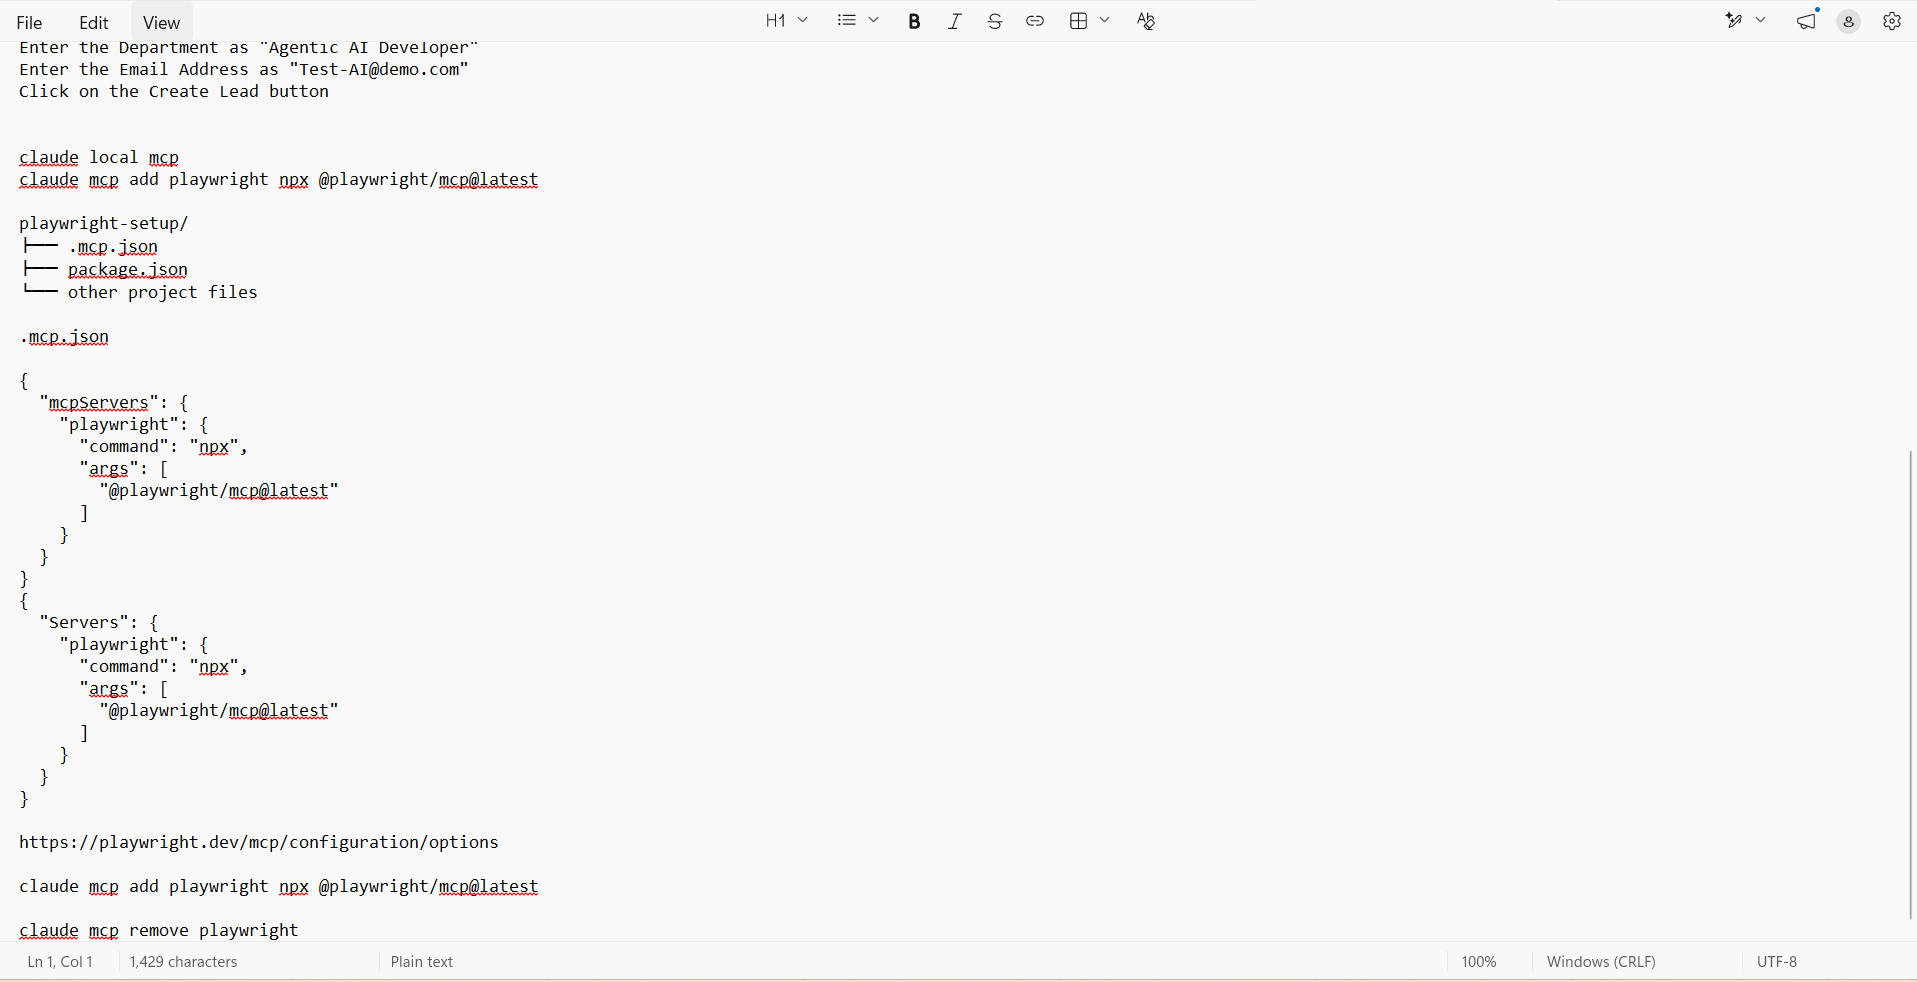 File Edit View H1 B I S
Enter the Department as "Agentic AI Developer"
Enter the Email Address as "Test-AI@demo.com"
Click on the Create Lead button
claude local mcp
claude mcp add playwright npx @playwright/mcp@latest
playwright-setup/
├── .mcp.json
├── package.json
└── other project files
.mcp.json
{
  "mcpServers": {
    "playwright": {
      "command": "npx",
      "args": [
        "@playwright/mcp@latest"
      ]
    }
  }
}
{
  "Servers": {
    "playwright": {
      "command": "npx",
      "args": [
        "@playwright/mcp@latest"
      ]
    }
  }
}
https://playwright.dev/mcp/configuration/options
claude mcp add playwright npx @playwright/mcp@latest
claude mcp remove playwright
Ln 1, Col 1 1,429 characters Plain text 100% Windows (CRLF) UTF-8